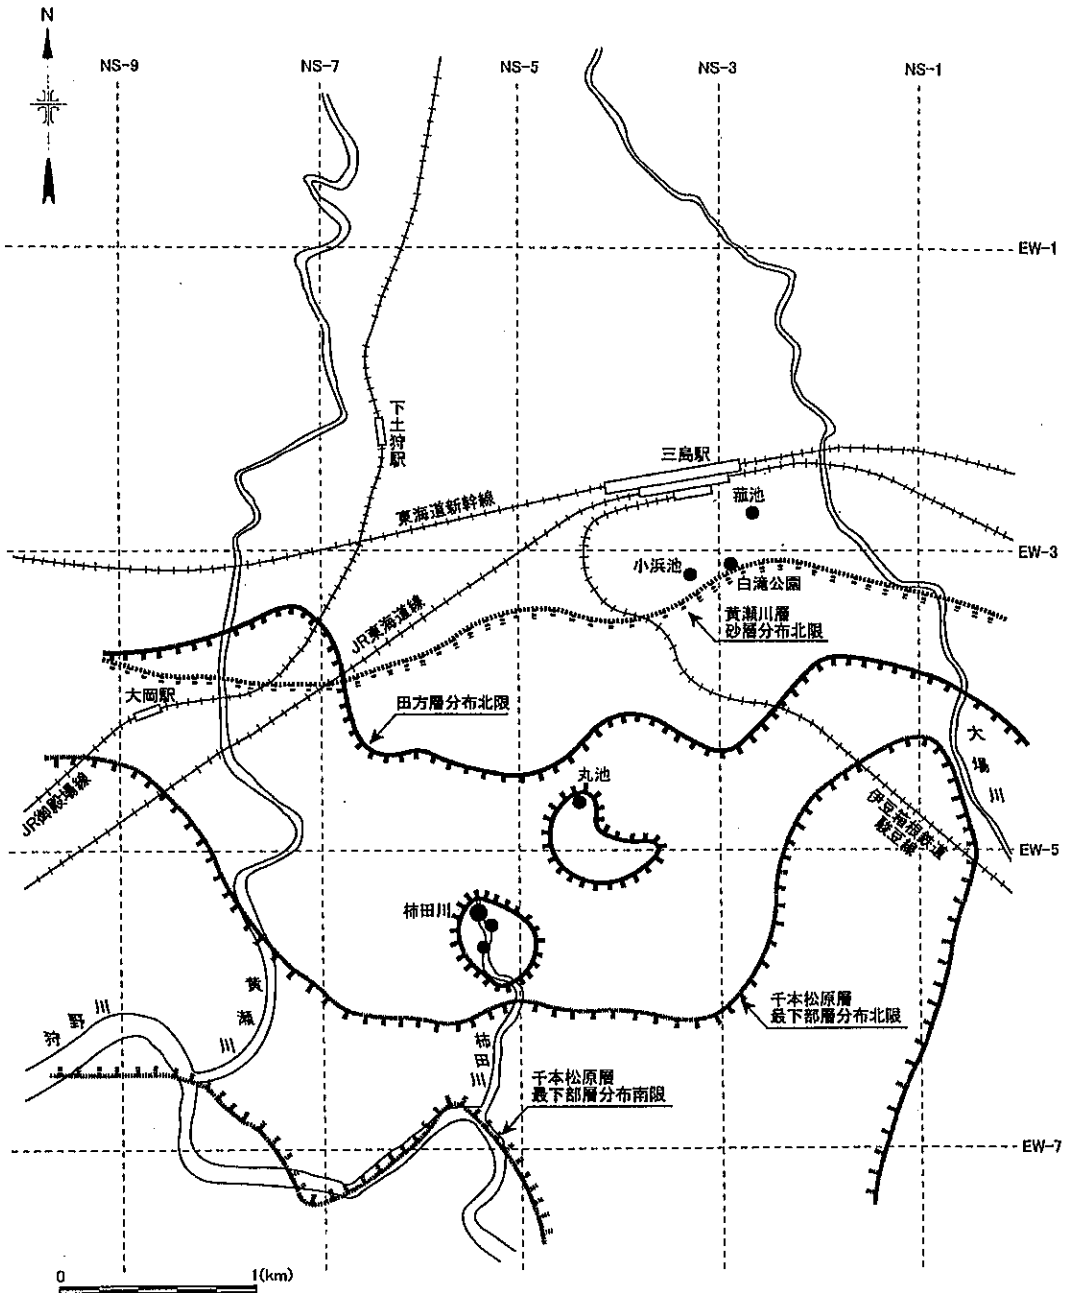 N
NS-9
NS-7
NS-5
NS-3
NS-1
EW-1
下土狩駅
三島駅
東海道新幹線
菰池
EW-3
小浜池
白滝公園
JR東海道線
黄瀬川層
砂層分布北限
大岡駅
田方層分布北限
大場川
丸池
JR御殿場線
伊豆箱根鉄道
駿豆線
EW-5
柿田川
黄瀬川
千本松原層
最下部層分布北限
狩野川
柿田川
千本松原層
最下部層分布南限
EW-7
0
1(km)